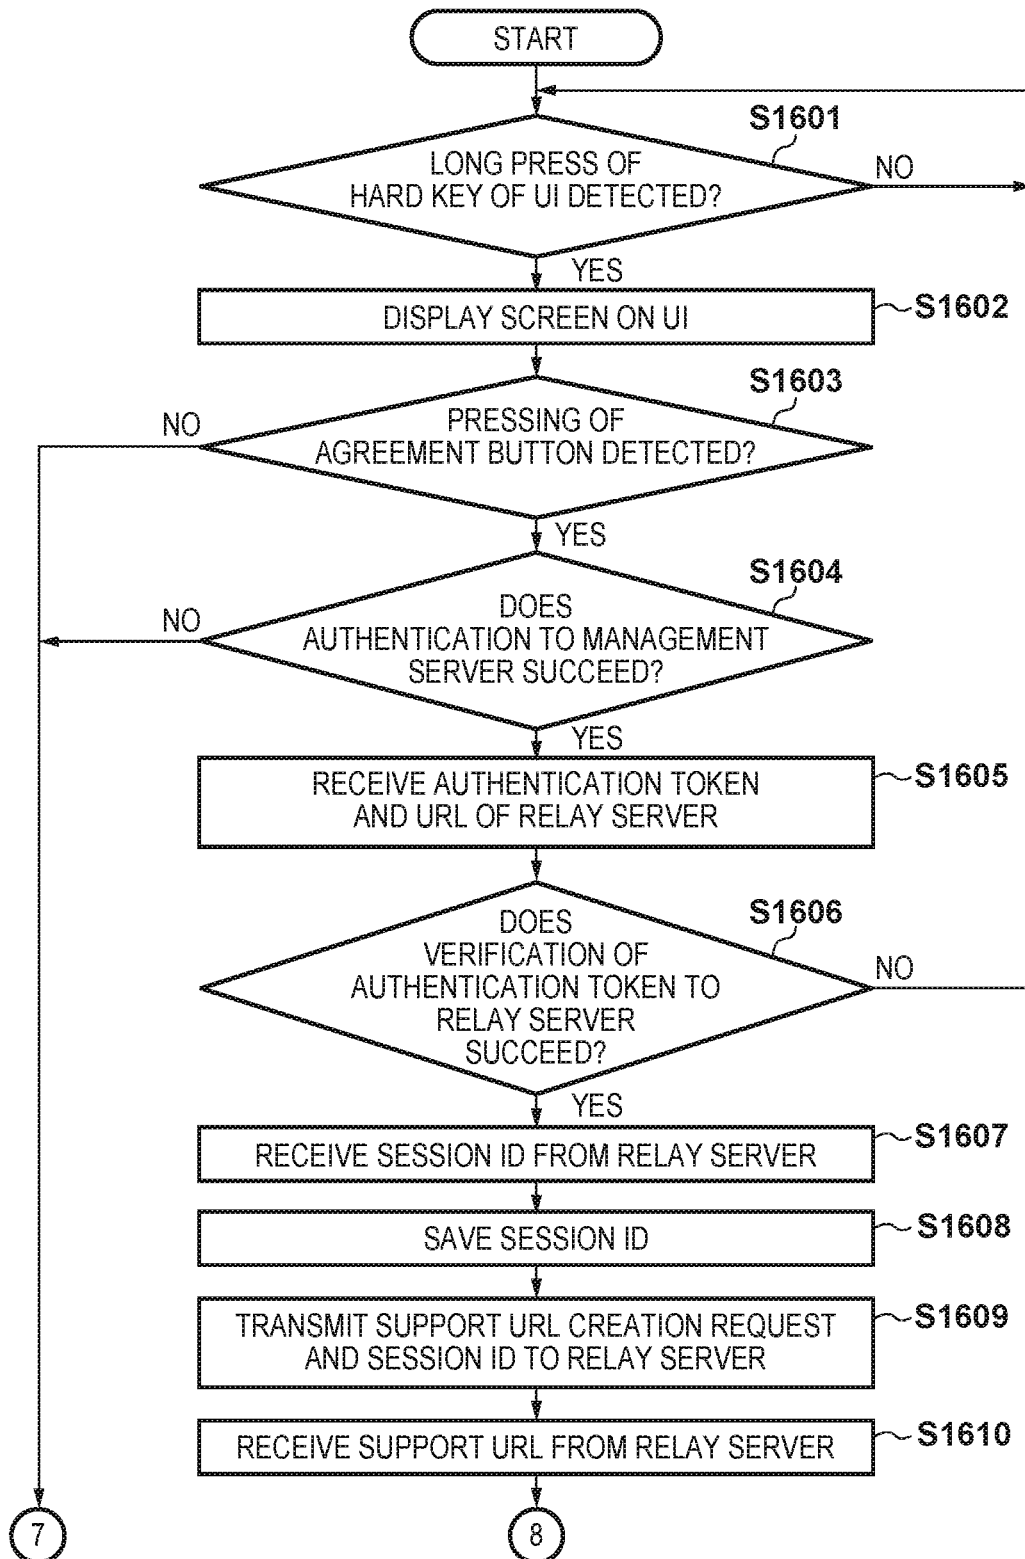 START
S1601
LONG PRESS OF
HARD KEY OF UI DETECTED?
NO
YES
DISPLAY SCREEN ON UI
S1602
S1603
NO
PRESSING OF
AGREEMENT BUTTON DETECTED?
YES
S1604
NO
DOES
AUTHENTICATION TO MANAGEMENT
SERVER SUCCEED?
YES
RECEIVE AUTHENTICATION TOKEN
AND URL OF RELAY SERVER
S1605
S1606
DOES
VERIFICATION OF
AUTHENTICATION TOKEN TO
RELAY SERVER
SUCCEED?
NO
YES
RECEIVE SESSION ID FROM RELAY SERVER
S1607
SAVE SESSION ID
S1608
TRANSMIT SUPPORT URL CREATION REQUEST
AND SESSION ID TO RELAY SERVER
S1609
RECEIVE SUPPORT URL FROM RELAY SERVER
S1610
7
8